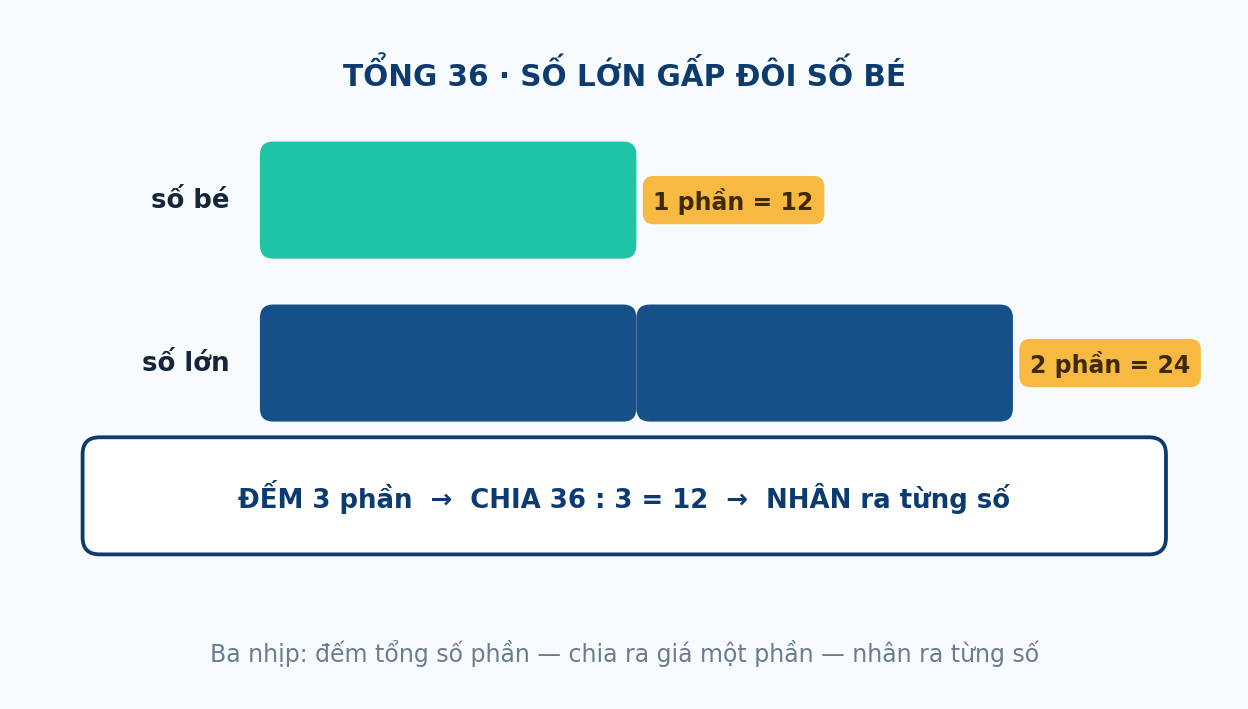 TỔNG 36 · SỐ LỚN GẤP ĐÔI SỐ BÉ
số bé
1 phần = 12
số lớn
2 phần = 24
ĐẾM 3 phần → CHIA 36 : 3 = 12 → NHÂN ra từng số
Ba nhịp: đếm tổng số phần — chia ra giá một phần — nhân ra từng số